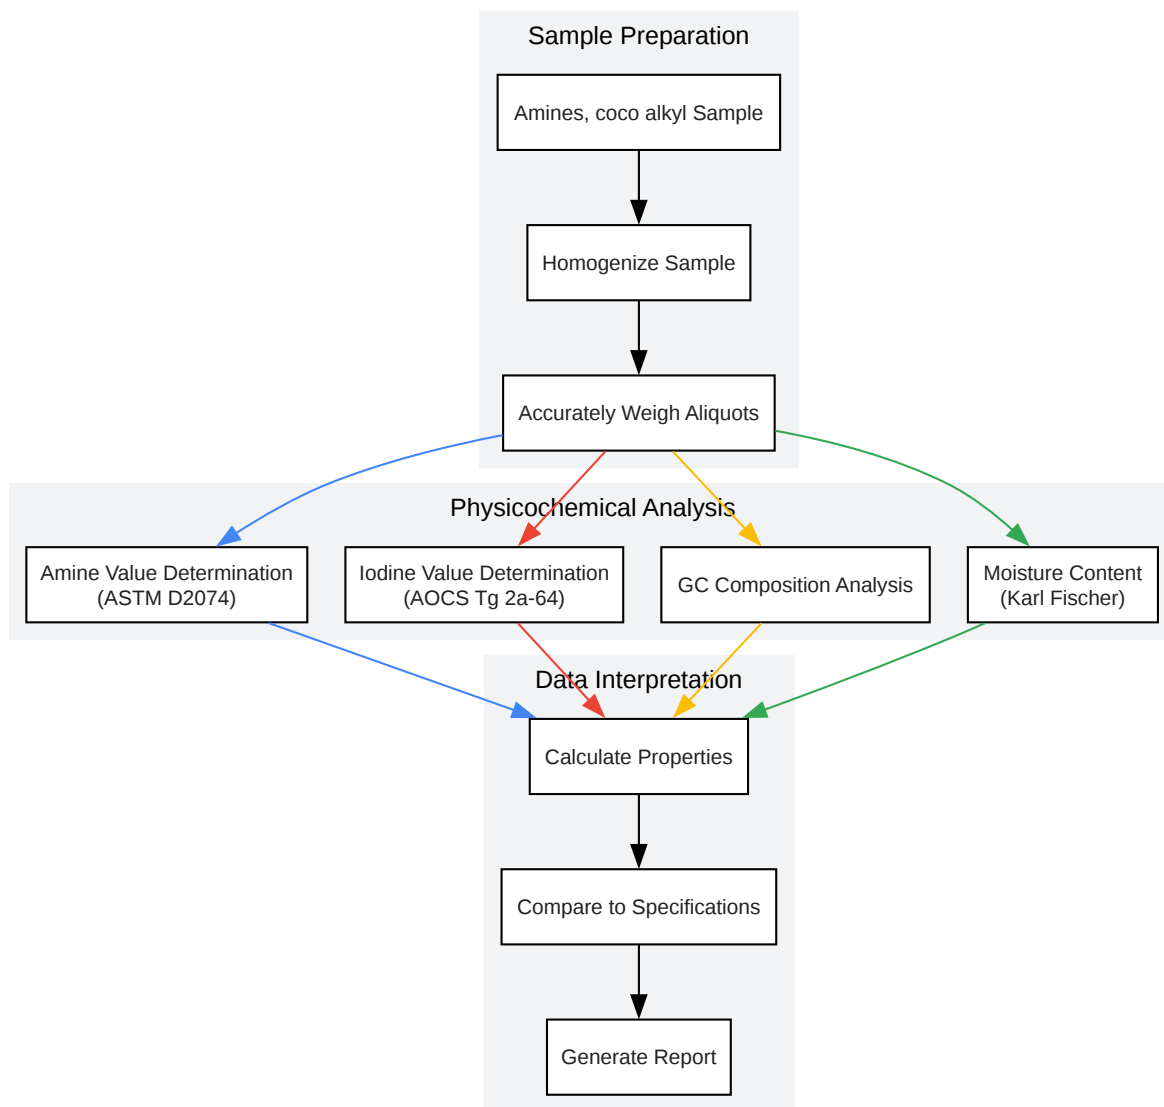 Sample Preparation
Amines, coco alkyl Sample
Homogenize Sample
Accurately Weigh Aliquots
Physicochemical Analysis
Amine Value Determination
(ASTM D2074)
Iodine Value Determination
(AOCS Tg 2a-64)
GC Composition Analysis
Moisture Content
(Karl Fischer)
Data Interpretation
Calculate Properties
Compare to Specifications
Generate Report